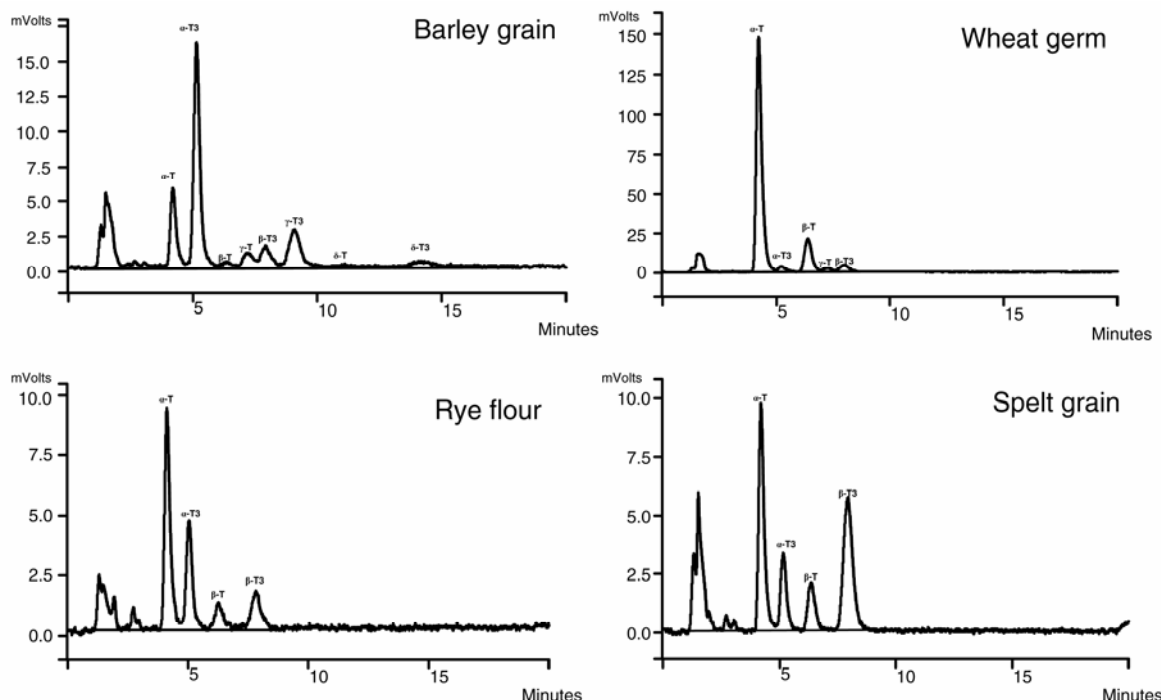 mVolts
Barley grain
17.5
15.0
12.5
10.0
7.5
5.0
2.5
0.0
α-T
α-T3
β-T
γ-T
β-T3
γ-T3
δ-T
δ-T3
5
10
15
Minutes
mVolts
Wheat germ
150
125
100
75
50
25
0
α-T
α-T3
β-T
γ-T
β-T3
5
10
15
Minutes
mVolts
Rye flour
10.0
7.5
5.0
2.5
0.0
α-T
α-T3
β-T
β-T3
5
10
15
Minutes
mVolts
Spelt grain
10.0
7.5
5.0
2.5
0.0
α-T
α-T3
β-T
β-T3
5
10
15
Minutes